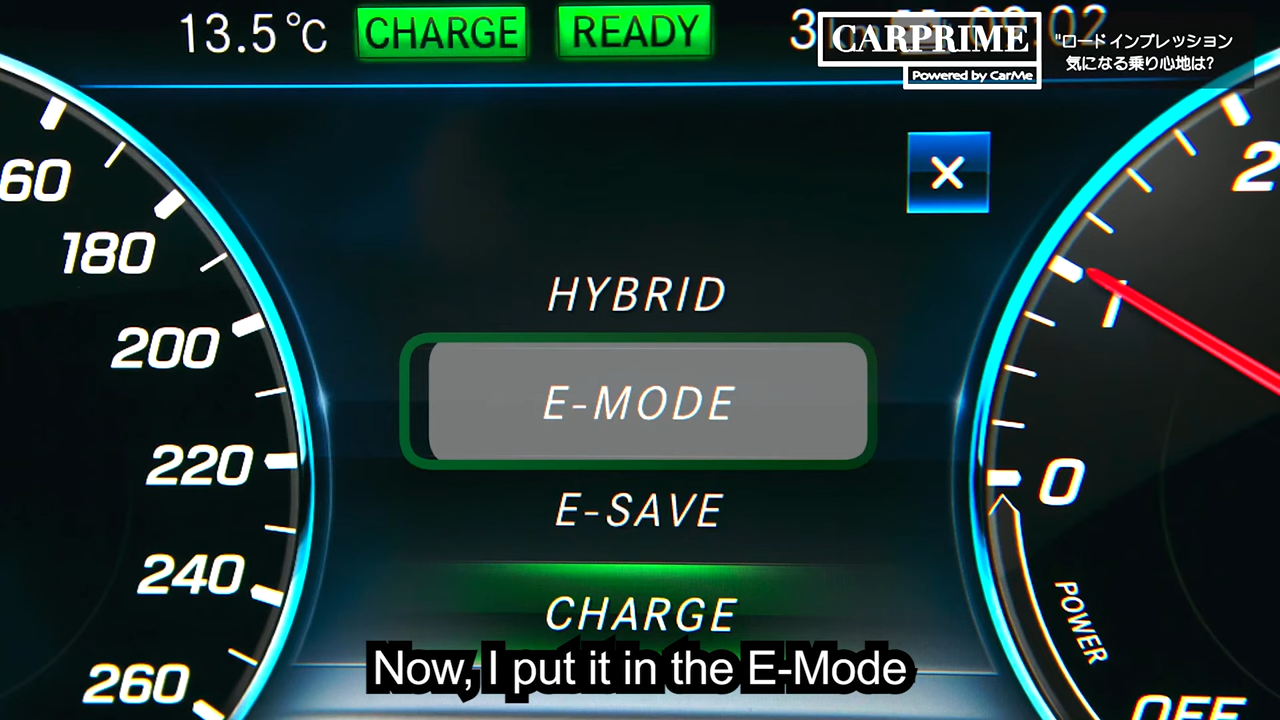 13.5°C CHARGE READY
CARPRIME
Powered by CarMe
"ロードインプレッション
気になる乗り心地は?
60
180
200
220
240
260
HYBRID
E-MODE
E-SAVE
CHARGE
2
1
0
POWER
OFF
Now, I put it in the E-Mode